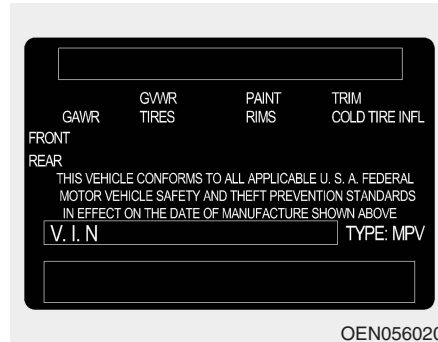 GVWR PAINT TRIM
GAWR TIRES RIMS COLD TIRE INFL
FRONT
REAR
THIS VEHICLE CONFORMS TO ALL APPLICABLE U. S. A. FEDERAL
MOTOR VEHICLE SAFETY AND THEFT PREVENTION STANDARDS
IN EFFECT ON THE DATE OF MANUFACTURE SHOWN ABOVE
V. I. N TYPE: MPV
OEN056020